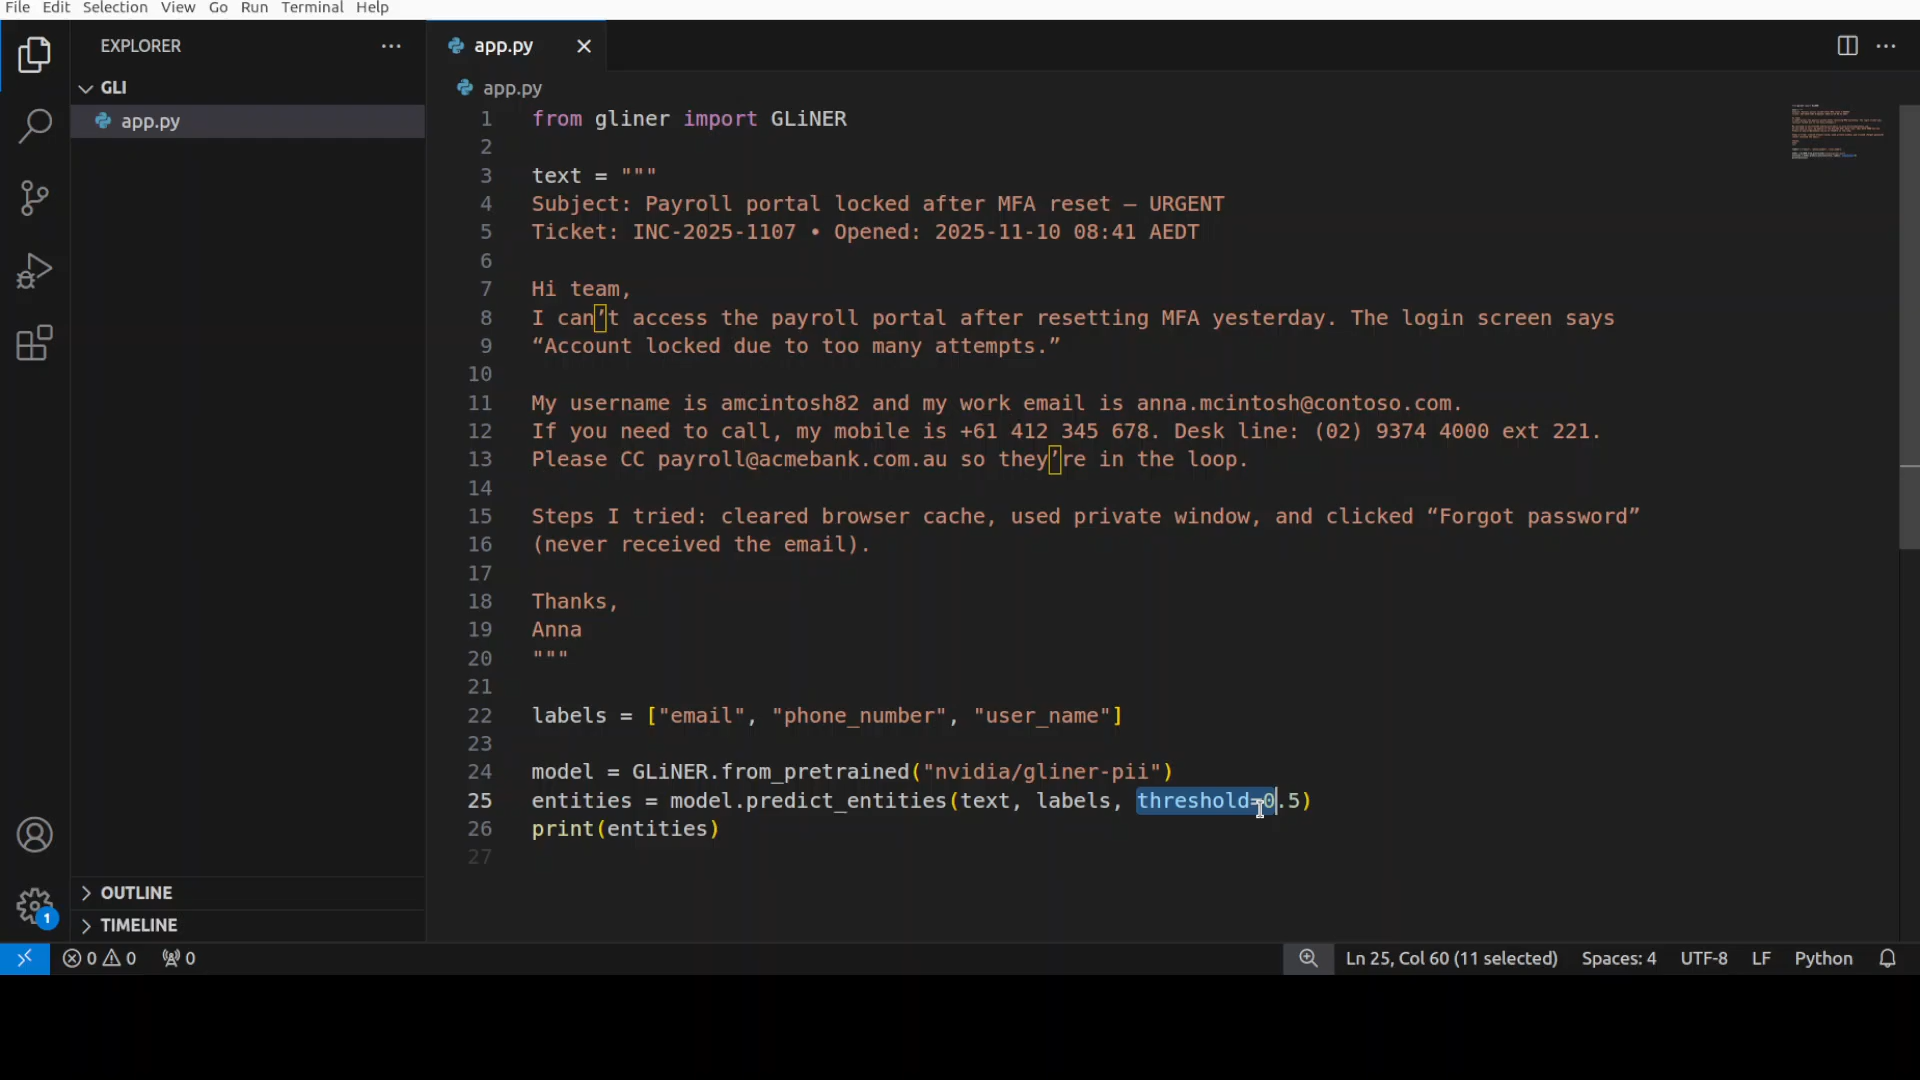 File Edit Selection View Go Run Terminal Help
EXPLORER
GLI
app.py
OUTLINE
TIMELINE
1
app.py
app.py
1 from gliner import GLiNER
2
3 text = """
4 Subject: Payroll portal locked after MFA reset – URGENT
5 Ticket: INC-2025-1107 • Opened: 2025-11-10 08:41 AEDT
6
7 Hi team,
8 I can’t access the payroll portal after resetting MFA yesterday. The login screen says
9 “Account locked due to too many attempts.”
10
11 My username is amcintosh82 and my work email is anna.mcintosh@contoso.com.
12 If you need to call, my mobile is +61 412 345 678. Desk line: (02) 9374 4000 ext 221.
13 Please CC payroll@acmebank.com.au so they’re in the loop.
14
15 Steps I tried: cleared browser cache, used private window, and clicked “Forgot password”
16 (never received the email).
17
18 Thanks,
19 Anna
20 """
21
22 labels = ["email", "phone_number", "user_name"]
23
24 model = GLiNER.from_pretrained("nvidia/gliner-pii")
25 entities = model.predict_entities(text, labels, threshold=0.5)
26 print(entities)
27
0 0 0 Ln 25, Col 60 (11 selected) Spaces: 4 UTF-8 LF Python